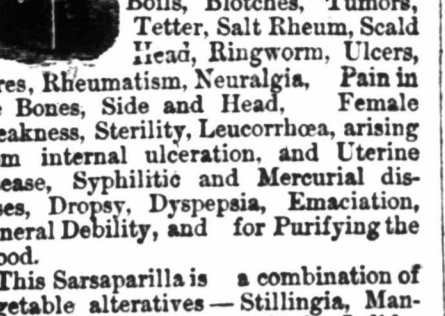 Boils, Blotches, Tumors,
Tetter, Salt Rheum, Scald
Head, Ringworm, Ulcers,
res, Rheumatism, Neuralgia, Pain in
Bones, Side and Head, Female
eakness, Sterility, Leucorrhœa, arising
m internal ulceration, and Uterine
ease, Syphilitic and Mercurial dis-
es, Dropsy, Dyspepsia, Emaciation,
neral Debility, and for Purifying the
ood.
This Sarsaparilla is a combination of
getable alteratives — Stillingia, Man-